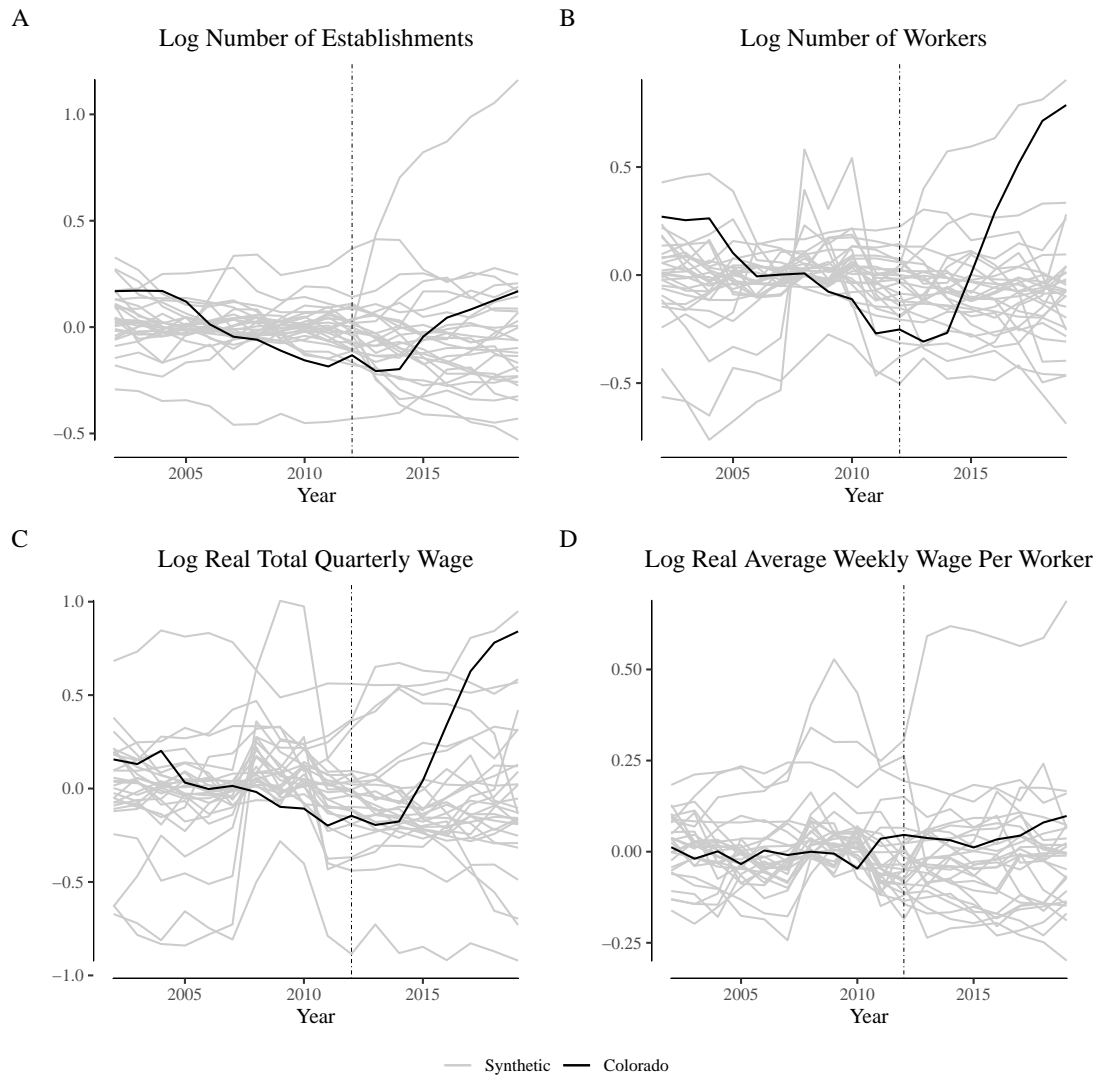 A
Log Number of Establishments
1.0
0.5
0.0
−0.5
2005 2010 2015
Year
B
Log Number of Workers
0.5
0.0
−0.5
2005 2010 2015
Year
C
Log Real Total Quarterly Wage
1.0
0.5
0.0
−0.5
−1.0
2005 2010 2015
Year
D
Log Real Average Weekly Wage Per Worker
0.50
0.25
0.00
−0.25
2005 2010 2015
Year
Synthetic Colorado